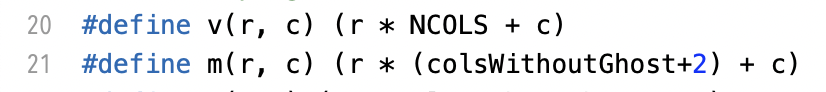 20 #define v(r, c) (r * NCOLS + c)
21 #define m(r, c) (r * (colsWithoutGhost+2) + c)